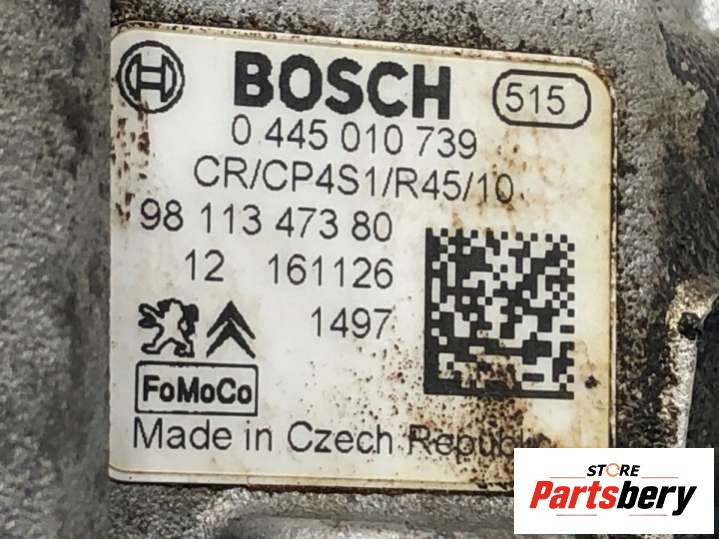 BOSCH 515
0 445 010 739
CR/CP4S1/R45/10
98 113 473 80
12 161126
1497
FoMoCo
Made in Czech Republic
STORE
Partsbery